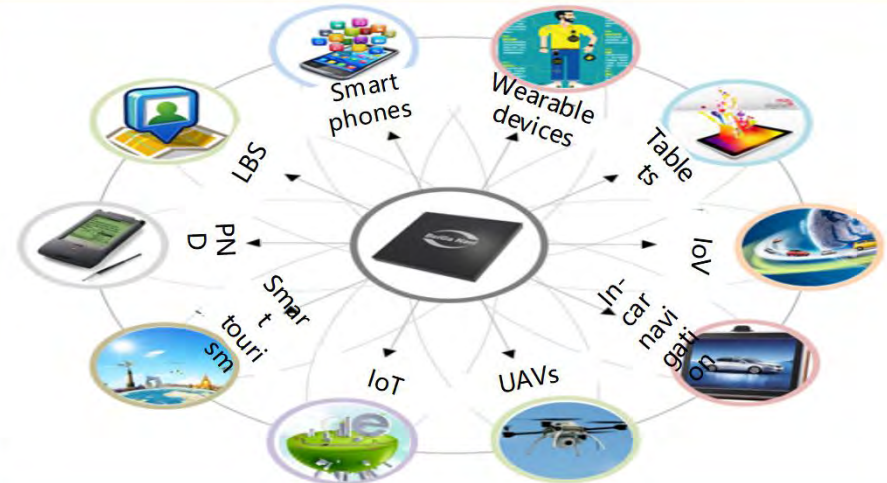 Smart
phones
Wearable
devices
Table
ts
IoV
In-
car
navi
gati
on
UAVs
IoT
Smar
t
touri
sm
PN
D
LBS